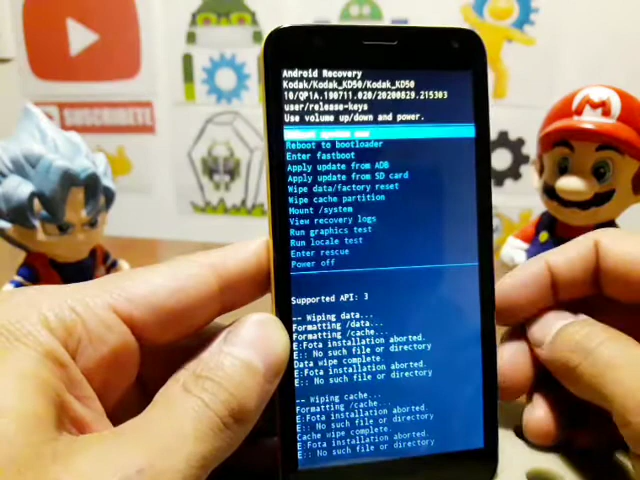 SUSCRIBETE
Android Recovery
Kodak/Kodak_KD50/Kodak_KD50
10/QP1A.190711.020/20200829.215303
user/release-keys
Use volume up/down and power.
Reboot to bootloader
Enter fastboot
Apply update from ADB
Apply update from SD card
Wipe data/factory reset
Wipe cache partition
Mount /system
View recovery logs
Run graphics test
Run locale test
Enter rescue
Power off
Supported API: 3
-- Wiping data...
Formatting /data...
Formatting /cache...
E:Fota installation aborted.
E:: No such file or directory
Data wipe complete.
E:Fota installation aborted.
E:: No such file or directory
-- Wiping cache...
Formatting /cache...
E:Fota installation aborted.
E:: No such file or directory
Cache wipe complete.
E:Fota installation aborted.
E:: No such file or directory
M